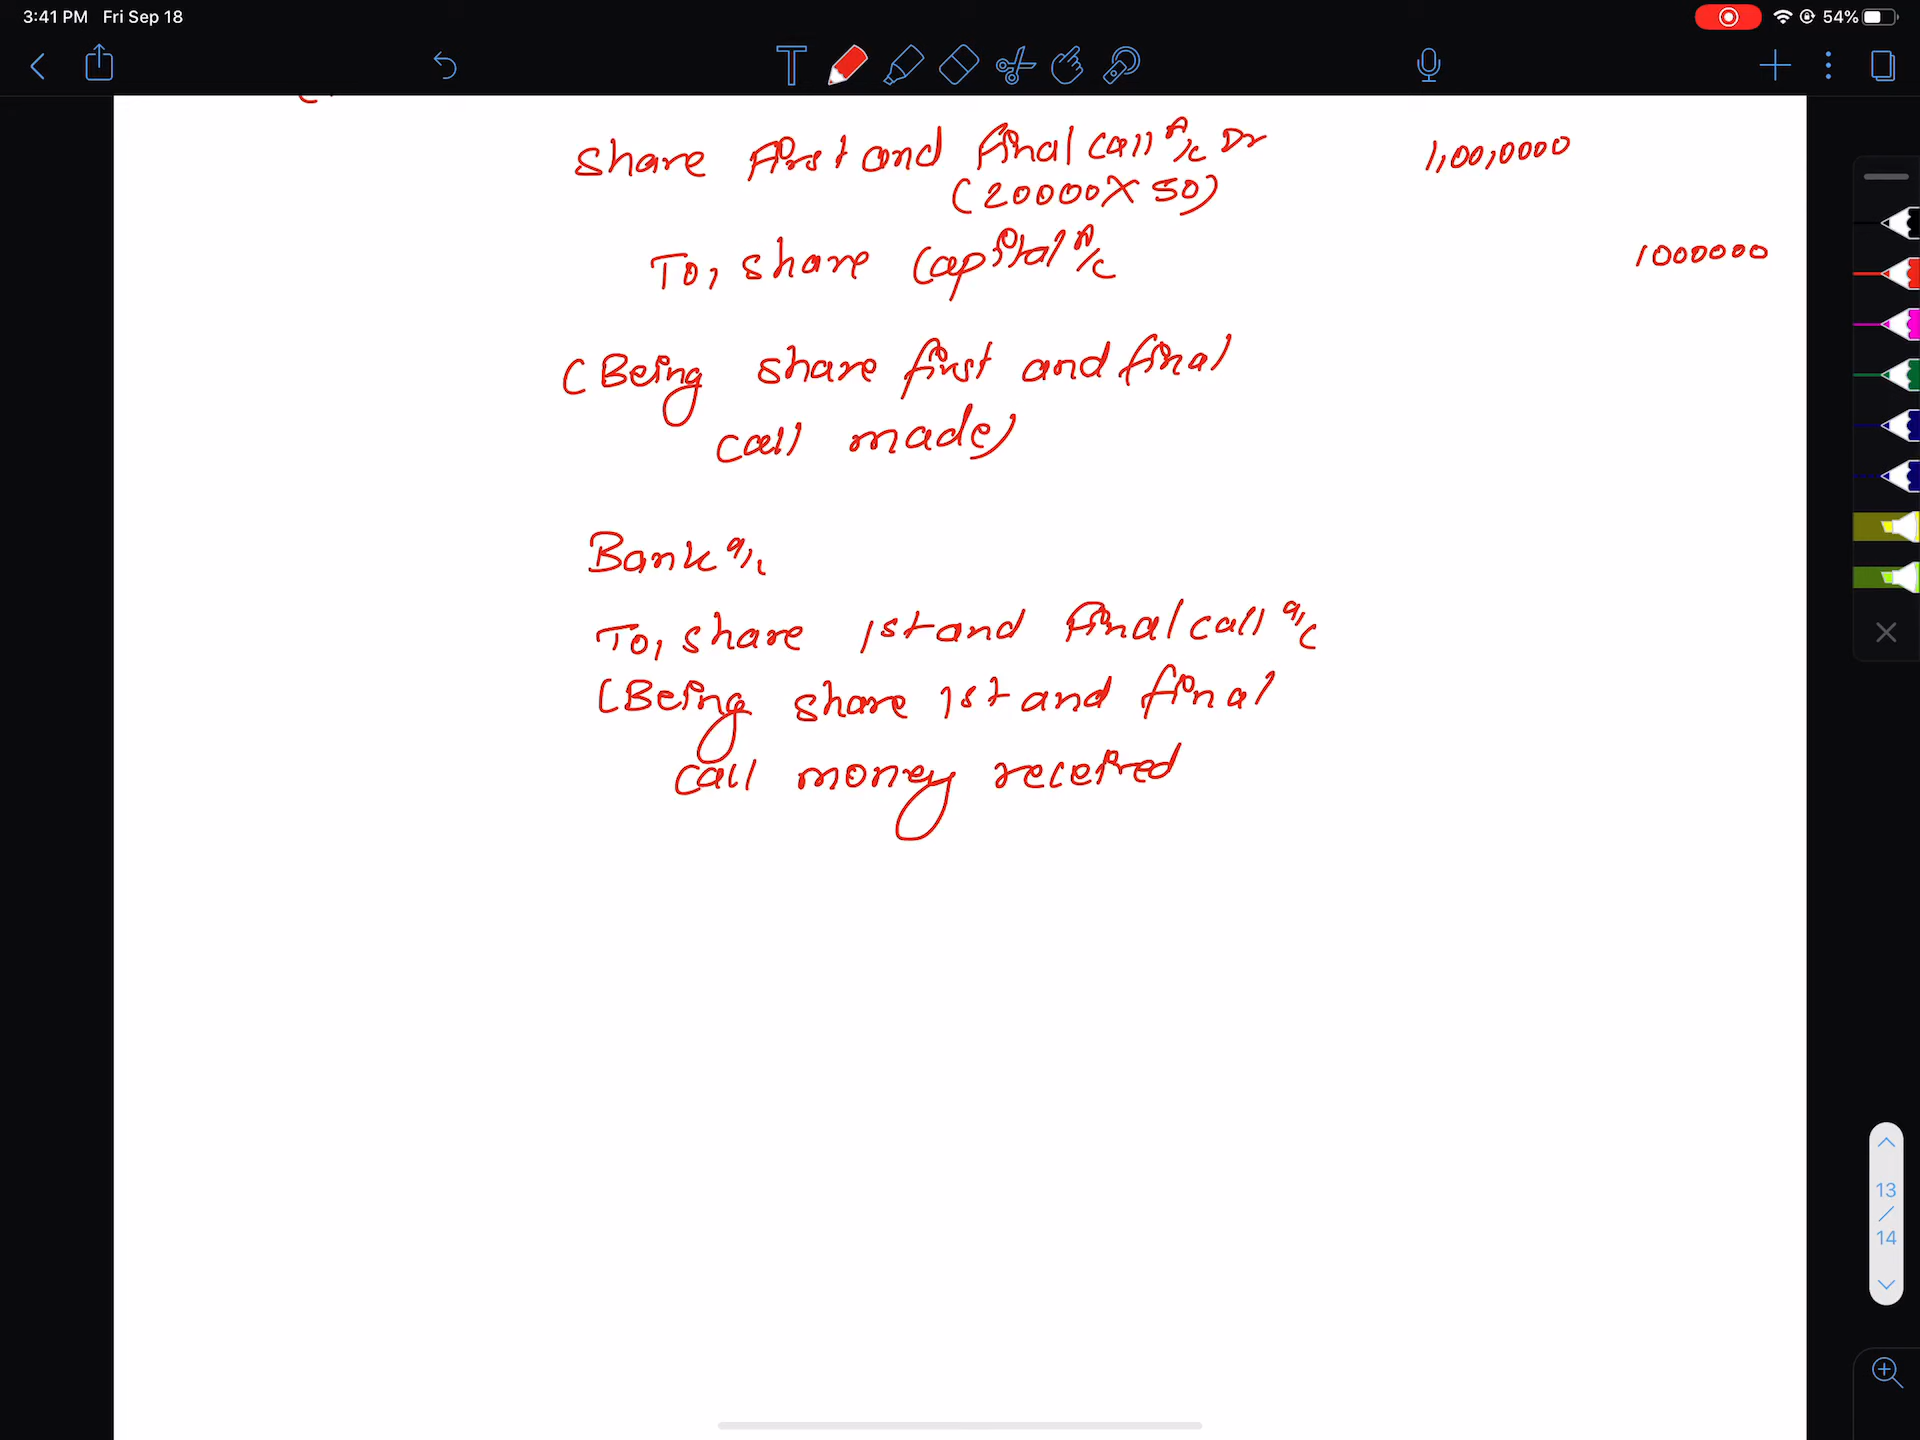 3:41 PM Fri Sep 18 54%
Share First and final call A/c Dr 1,00,0000
(20000 X 50)
To, share Capital A/c 1000000
(Being share first and final
call made)
Bank a/c
To, share 1st and final call a/c
(Being share 1st and final
call money received
13
/
14